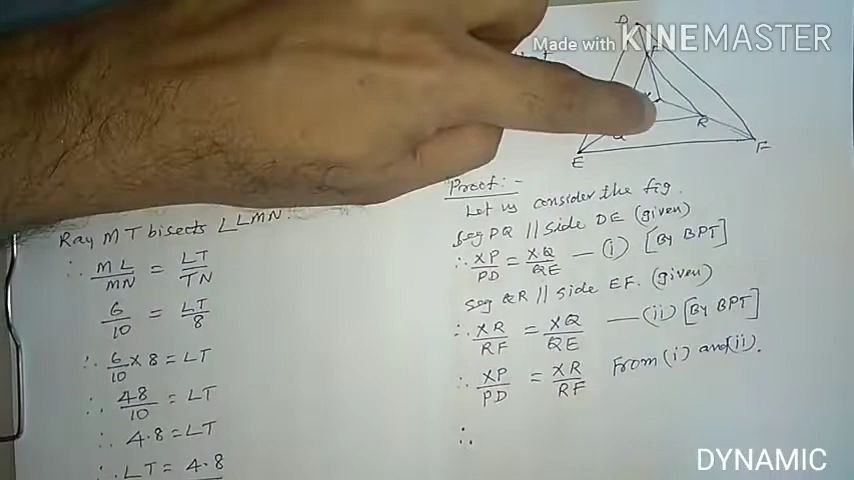 Made with KINEMASTER
D
R
E
F
Ray MT bisects ∠LMN.
∴ ML/MN = LT/TN
6/10 = LT/8
∴ 6/10 × 8 = LT
∴ 48/10 = LT
∴ 4.8 = LT
∴ LT = 4.8
Proof:-
Let us consider the fig.
Seg PQ || side DE (given)
∴ XP/PD = XQ/QE — (i) [By BPT]
Seg QR || side EF. (given)
∴ XR/RF = XQ/QE — (ii) [By BPT]
∴ XP/PD = XR/RF From (i) and (ii).
∴
DYNAMIC